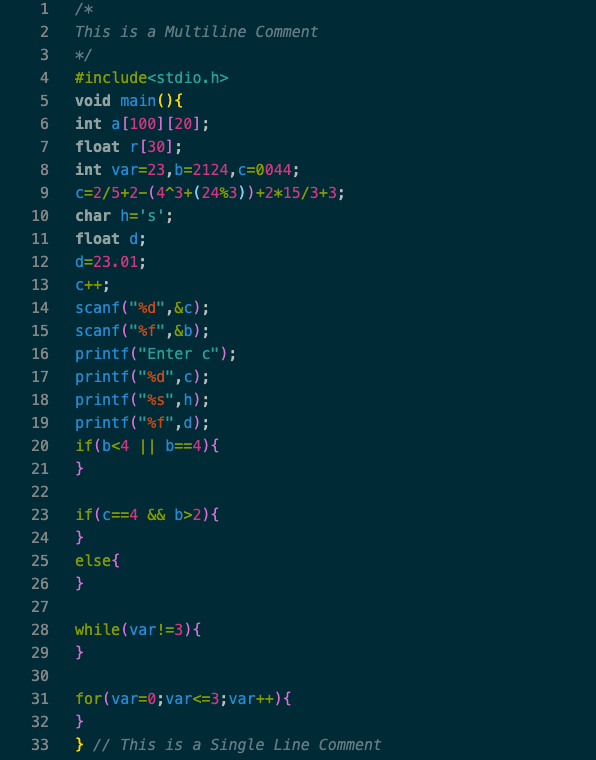 1 /*
2 This is a Multiline Comment
3 */
4 #include<stdio.h>
5 void main(){
6 int a[100][20];
7 float r[30];
8 int var=23,b=2124,c=0044;
9 c=2/5+2-(4^3+(24%3))+2*15/3+3;
10 char h='s';
11 float d;
12 d=23.01;
13 c++;
14 scanf("%d",&c);
15 scanf("%f",&b);
16 printf("Enter c");
17 printf("%d",c);
18 printf("%s",h);
19 printf("%f",d);
20 if(b<4 || b==4){
21 }
22
23 if(c==4 && b>2){
24 }
25 else{
26 }
27
28 while(var!=3){
29 }
30
31 for(var=0;var<=3;var++){
32 }
33 } // This is a Single Line Comment